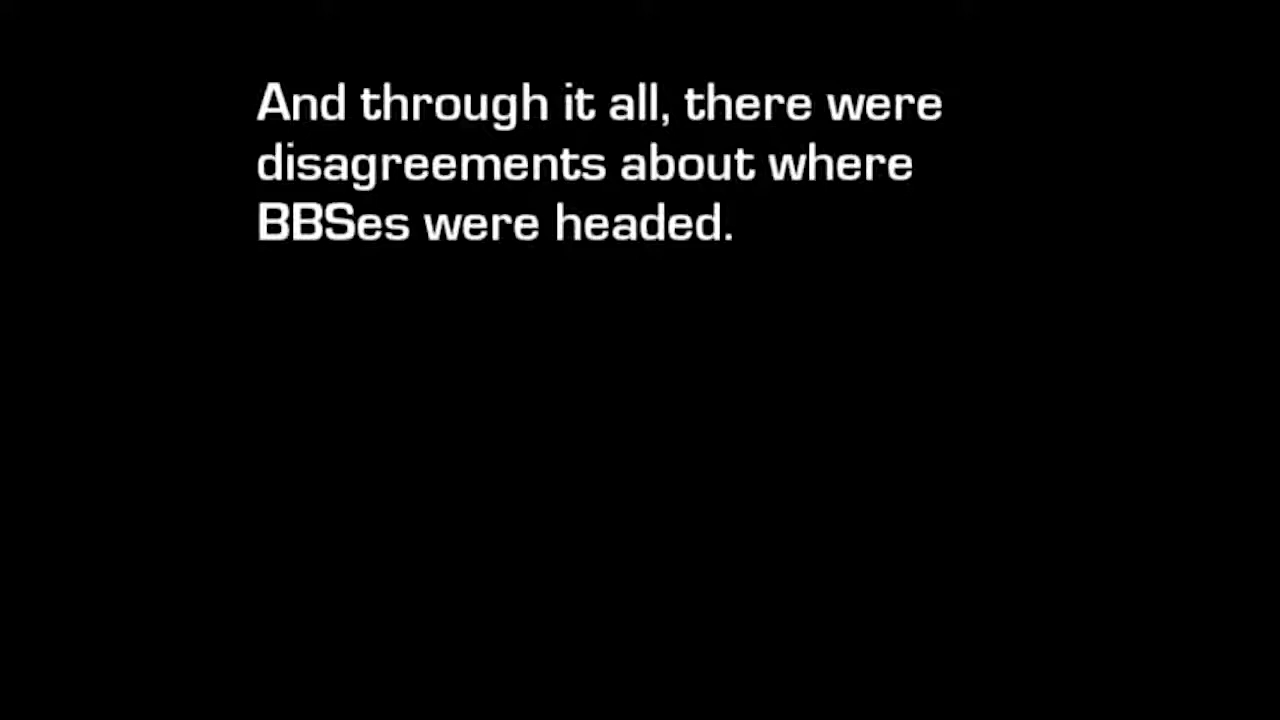 And through it all, there were
disagreements about where
BBSes were headed.